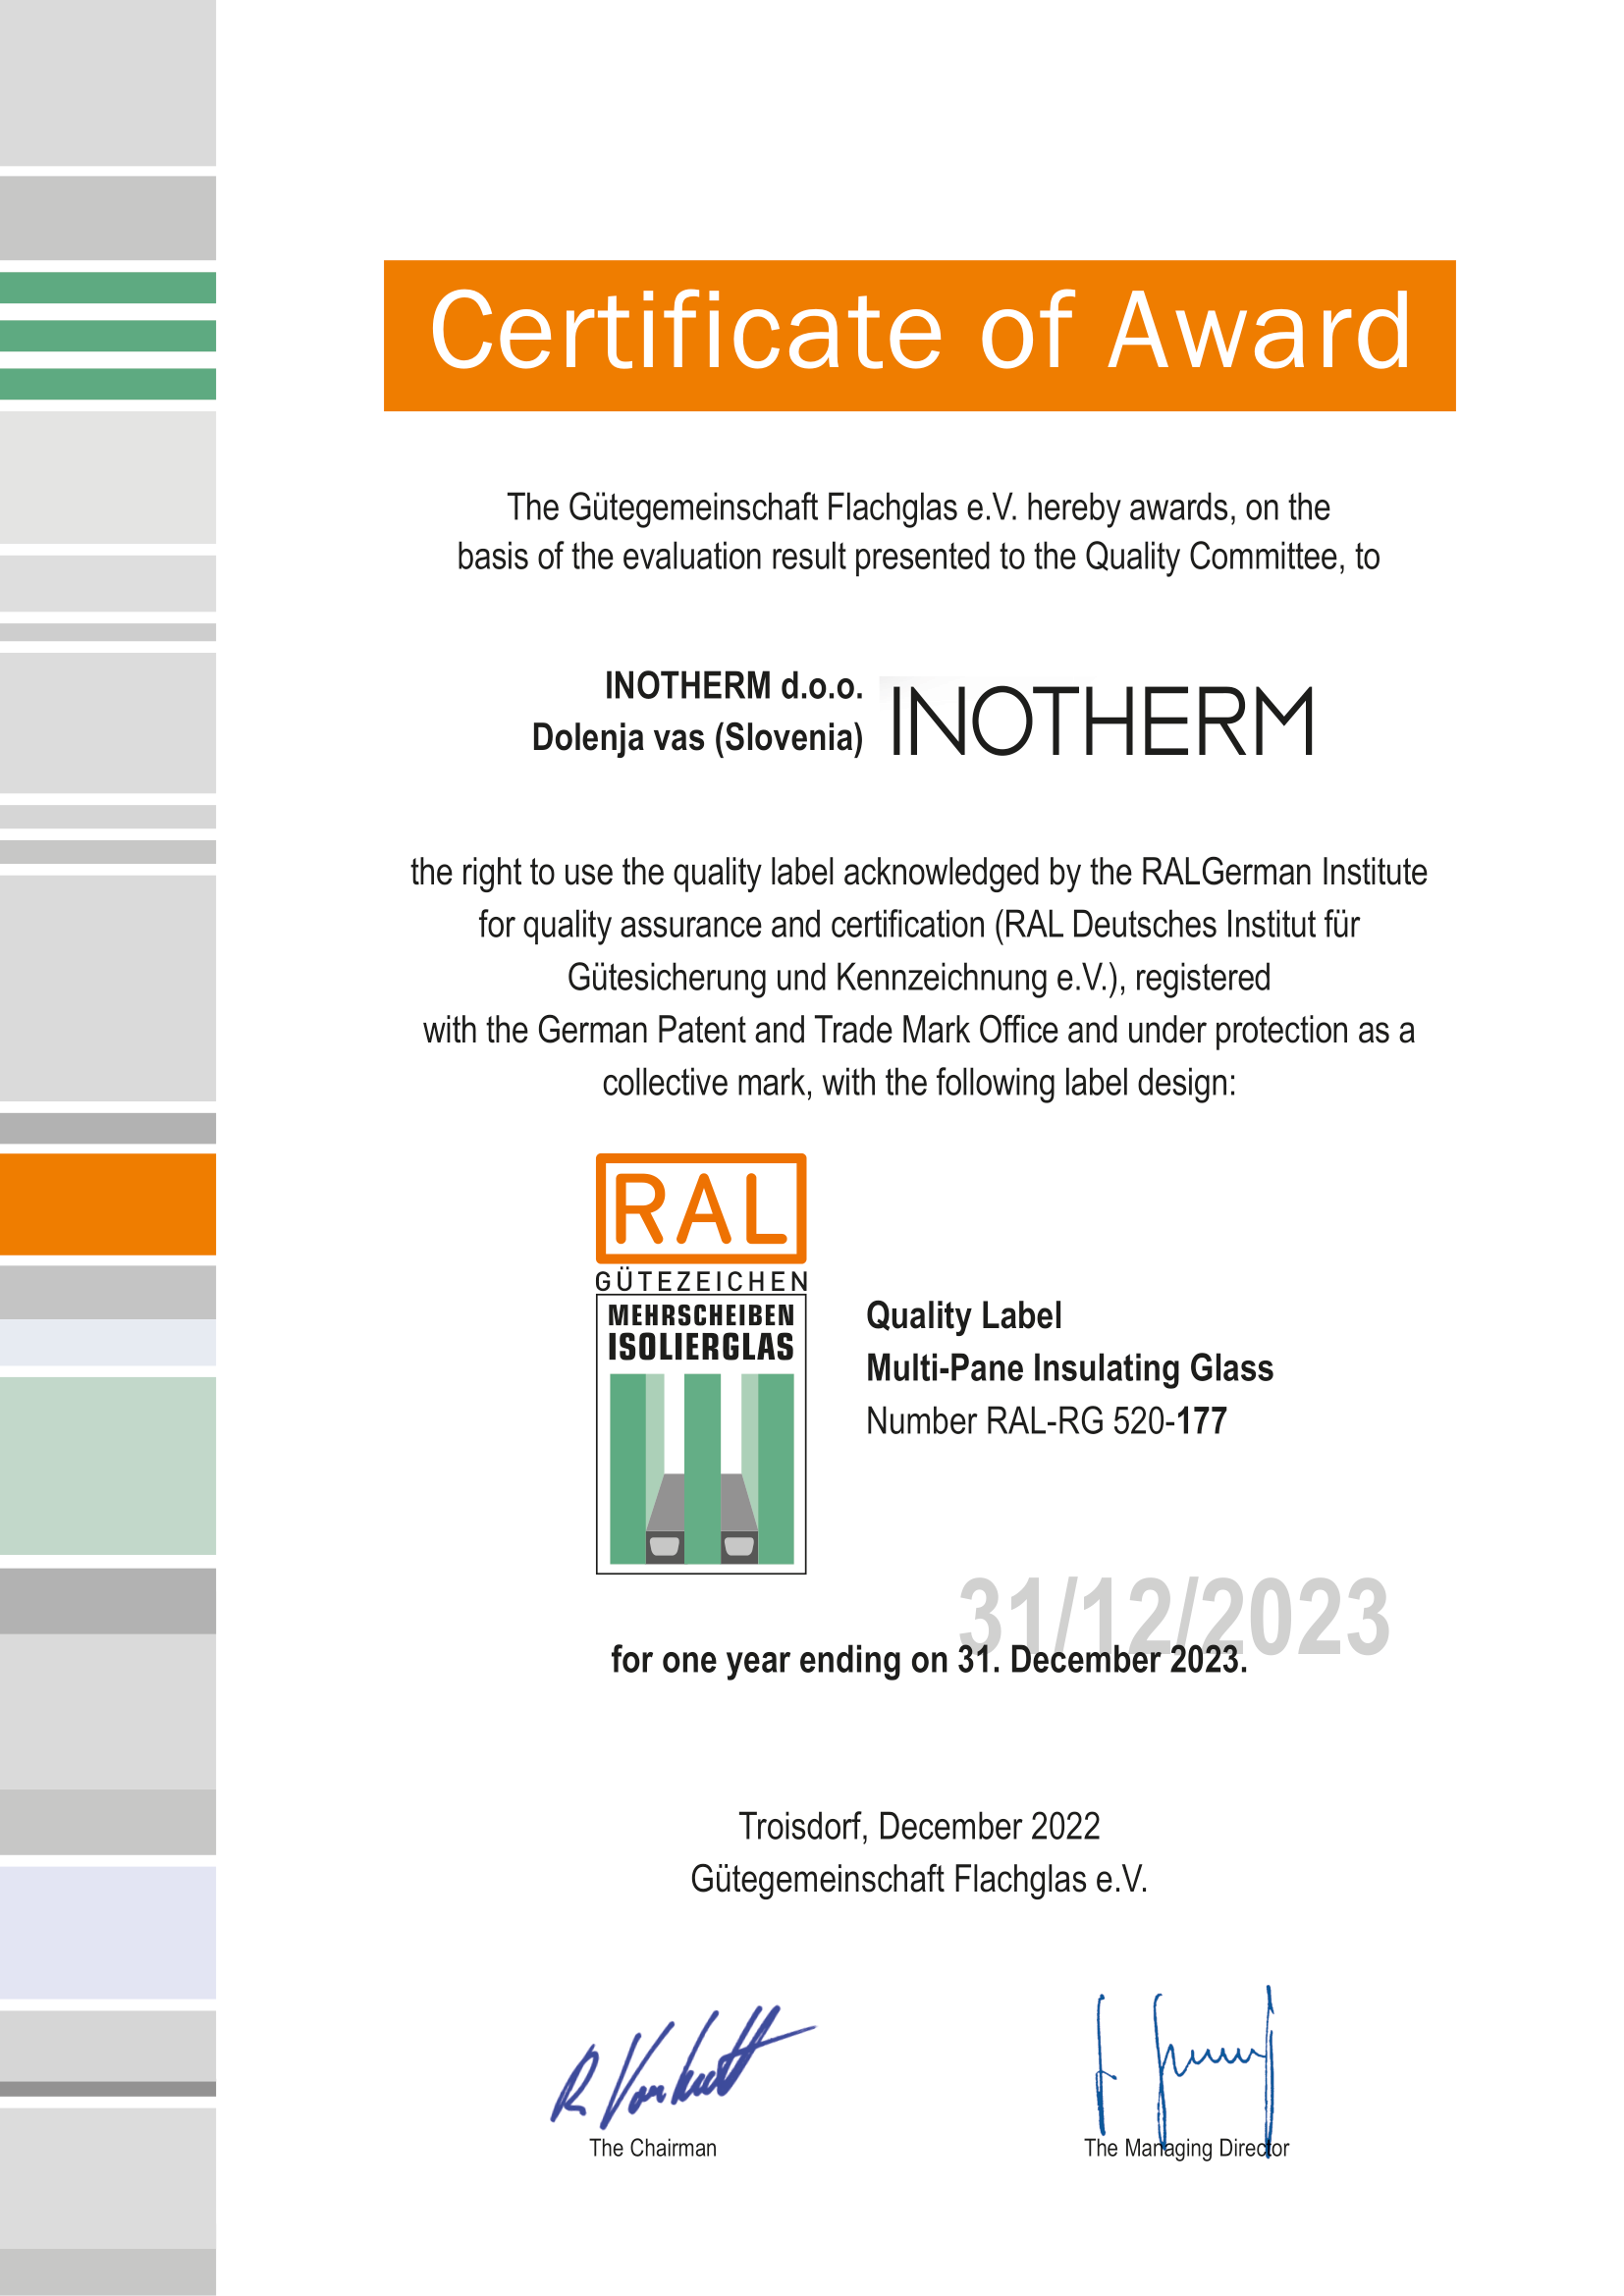 Certificate of Award
The Gütegemeinschaft Flachglas e.V. hereby awards, on the
basis of the evaluation result presented to the Quality Committee, to
INOTHERM d.o.o.
Dolenja vas (Slovenia)
INOTHERM
the right to use the quality label acknowledged by the RALGerman Institute
for quality assurance and certification (RAL Deutsches Institut für
Gütesicherung und Kennzeichnung e.V.), registered
with the German Patent and Trade Mark Office and under protection as a
collective mark, with the following label design:
RAL
GÜTEZEICHEN
MEHRSCHEIBEN
ISOLIERGLAS
Quality Label
Multi-Pane Insulating Glass
Number RAL-RG 520-177
31/12/2023
for one year ending on 31. December 2023.
Troisdorf, December 2022
Gütegemeinschaft Flachglas e.V.
The Chairman
The Managing Director